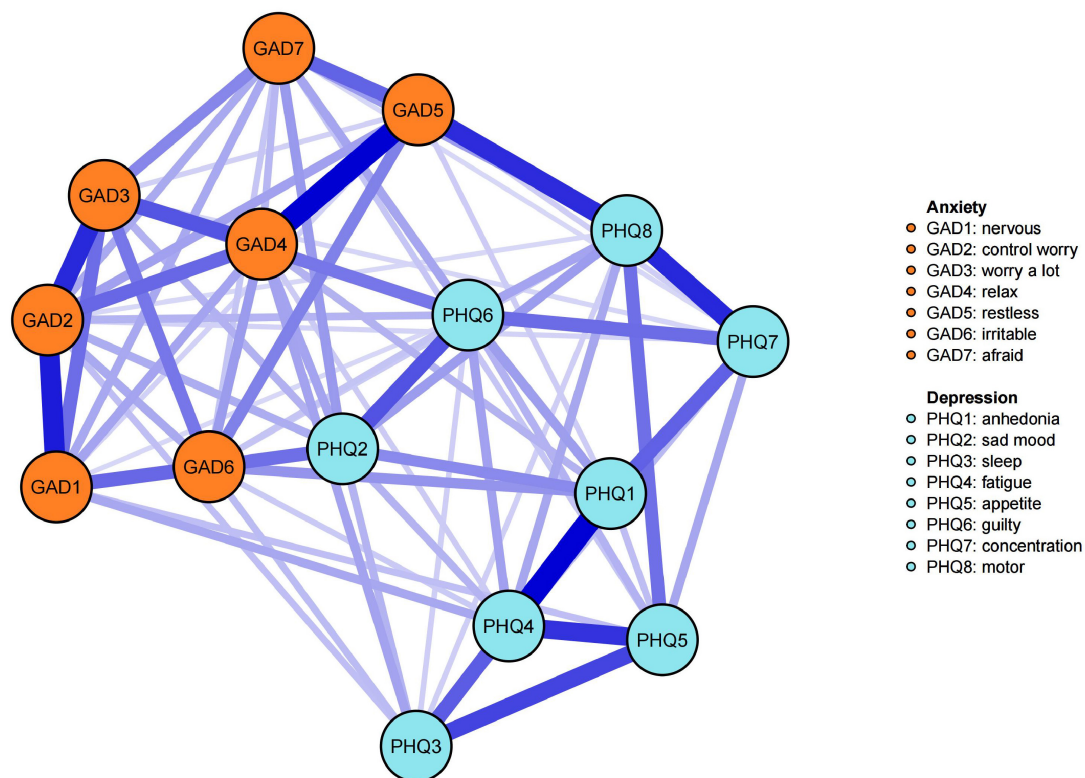 GAD7
GAD5
GAD3
PHQ8
GAD4
PHQ6
GAD2
PHQ7
PHQ2
GAD6
GAD1
PHQ1
PHQ4
PHQ5
PHQ3
Anxiety
GAD1: nervous
GAD2: control worry
GAD3: worry a lot
GAD4: relax
GAD5: restless
GAD6: irritable
GAD7: afraid
Depression
PHQ1: anhedonia
PHQ2: sad mood
PHQ3: sleep
PHQ4: fatigue
PHQ5: appetite
PHQ6: guilty
PHQ7: concentration
PHQ8: motor